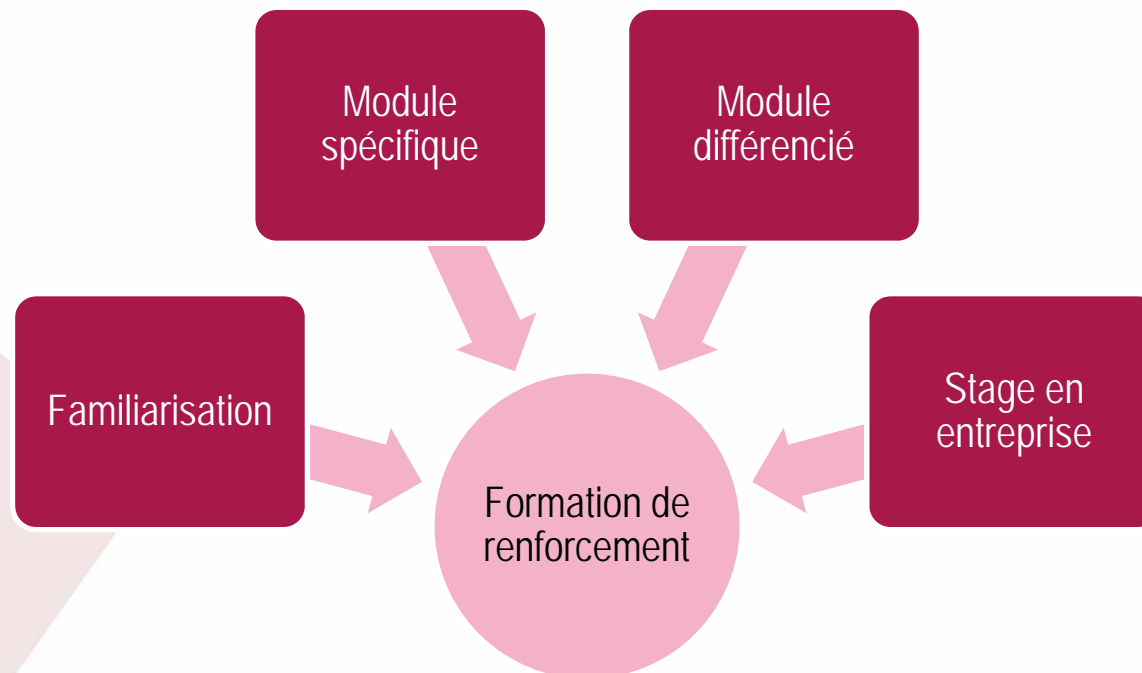 Module
spécifique
Module
différencié
Familiarisation
Stage en
entreprise
Formation de
renforcement